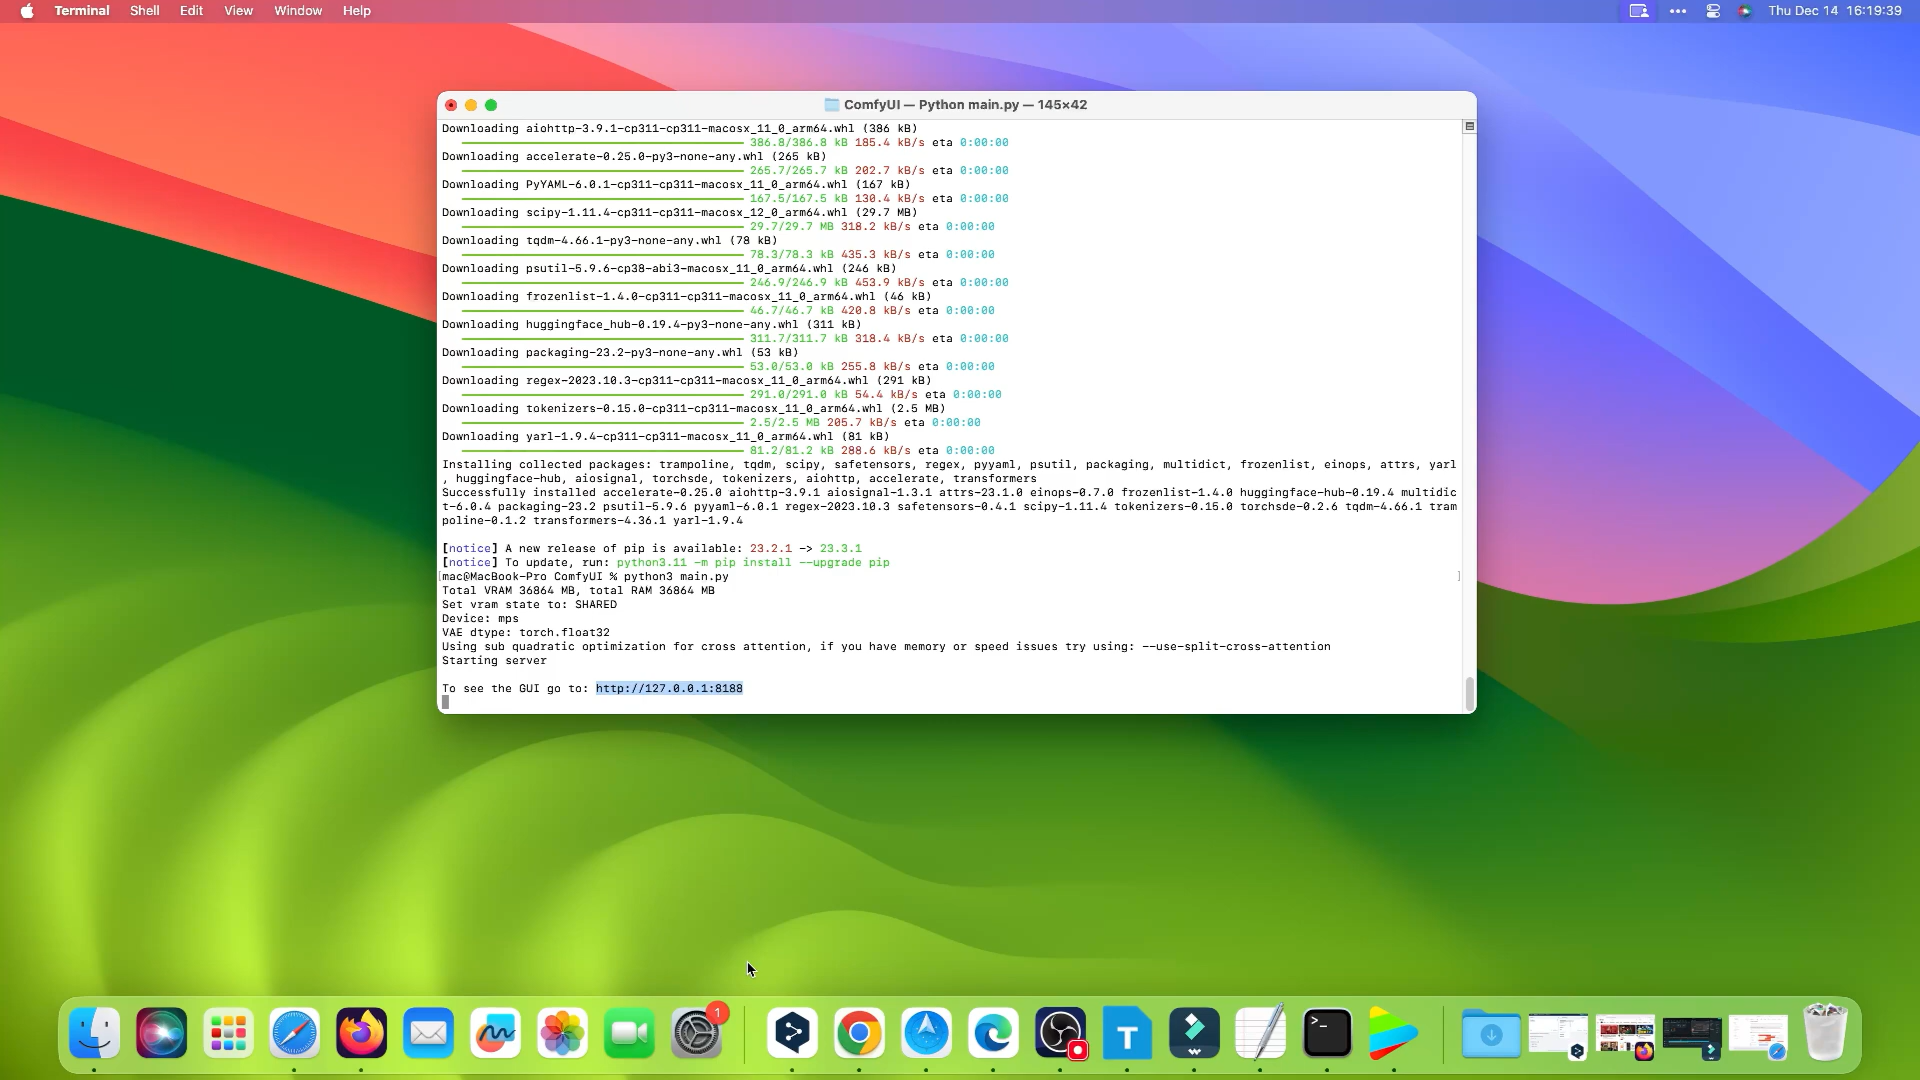 Terminal Shell Edit View Window Help
Thu Dec 14 16:19:39
ComfyUI — Python main.py — 145×42
Downloading aiohttp-3.9.1-cp311-cp311-macosx_11_0_arm64.whl (386 kB)
386.8/386.8 kB 185.4 kB/s eta 0:00:00
Downloading accelerate-0.25.0-py3-none-any.whl (265 kB)
265.7/265.7 kB 202.7 kB/s eta 0:00:00
Downloading PyYAML-6.0.1-cp311-cp311-macosx_11_0_arm64.whl (167 kB)
167.5/167.5 kB 130.4 kB/s eta 0:00:00
Downloading scipy-1.11.4-cp311-cp311-macosx_12_0_arm64.whl (29.7 MB)
29.7/29.7 MB 318.2 kB/s eta 0:00:00
Downloading tqdm-4.66.1-py3-none-any.whl (78 kB)
78.3/78.3 kB 435.3 kB/s eta 0:00:00
Downloading psutil-5.9.6-cp38-abi3-macosx_11_0_arm64.whl (246 kB)
246.9/246.9 kB 453.9 kB/s eta 0:00:00
Downloading frozenlist-1.4.0-cp311-cp311-macosx_11_0_arm64.whl (46 kB)
46.7/46.7 kB 420.8 kB/s eta 0:00:00
Downloading huggingface_hub-0.19.4-py3-none-any.whl (311 kB)
311.7/311.7 kB 318.4 kB/s eta 0:00:00
Downloading packaging-23.2-py3-none-any.whl (53 kB)
53.0/53.0 kB 255.8 kB/s eta 0:00:00
Downloading regex-2023.10.3-cp311-cp311-macosx_11_0_arm64.whl (291 kB)
291.0/291.0 kB 54.4 kB/s eta 0:00:00
Downloading tokenizers-0.15.0-cp311-cp311-macosx_11_0_arm64.whl (2.5 MB)
2.5/2.5 MB 205.7 kB/s eta 0:00:00
Downloading yarl-1.9.4-cp311-cp311-macosx_11_0_arm64.whl (81 kB)
81.2/81.2 kB 288.6 kB/s eta 0:00:00
Installing collected packages: trampoline, tqdm, scipy, safetensors, regex, pyyaml, psutil, packaging, multidict, frozenlist, einops, attrs, yarl
, huggingface-hub, aiosignal, torchsde, tokenizers, aiohttp, accelerate, transformers
Successfully installed accelerate-0.25.0 aiohttp-3.9.1 aiosignal-1.3.1 attrs-23.1.0 einops-0.7.0 frozenlist-1.4.0 huggingface-hub-0.19.4 multidic
t-6.0.4 packaging-23.2 psutil-5.9.6 pyyaml-6.0.1 regex-2023.10.3 safetensors-0.4.1 scipy-1.11.4 tokenizers-0.15.0 torchsde-0.2.6 tqdm-4.66.1 tram
poline-0.1.2 transformers-4.36.1 yarl-1.9.4
[notice] A new release of pip is available: 23.2.1 -> 23.3.1
[notice] To update, run: python3.11 -m pip install --upgrade pip
[mac@MacBook-Pro ComfyUI % python3 main.py ]
Total VRAM 36864 MB, total RAM 36864 MB
Set vram state to: SHARED
Device: mps
VAE dtype: torch.float32
Using sub quadratic optimization for cross attention, if you have memory or speed issues try using: --use-split-cross-attention
Starting server
To see the GUI go to: http://127.0.0.1:8188
1
T
>_